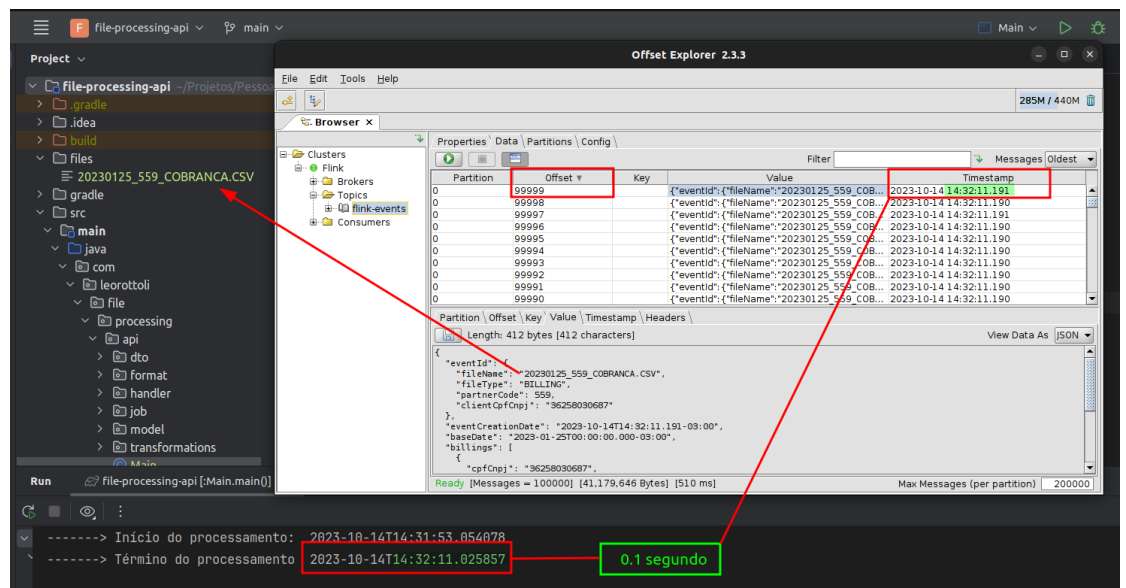 F file-processing-api main
Main
Project
file-processing-api ~/Projetos/Pessoa
.gradle
.idea
build
files
20230125_559_COBRANCA.CSV
gradle
src
main
java
com
leorottoli
file
processing
api
dto
format
handler
job
model
transformations
Main
Offset Explorer 2.3.3
File Edit Tools Help
285M / 440M
Browser
Clusters
Flink
Brokers
Topics
flink-events
Consumers
Properties Data Partitions Config
Filter Messages Oldest
Partition Offset Key Value Timestamp
0 99999 {"eventId": {"fileName":"20230125_559_COB... 2023-10-14 14:32:11.191
0 99998 {"eventId": {"fileName":"20230125_559_COB... 2023-10-14 14:32:11.190
0 99997 {"eventId": {"fileName":"20230125_559_COB... 2023-10-14 14:32:11.191
0 99996 {"eventId": {"fileName":"20230125_559_COB... 2023-10-14 14:32:11.190
0 99995 {"eventId": {"fileName":"20230125_559_COB... 2023-10-14 14:32:11.190
0 99994 {"eventId": {"fileName":"20230125_559_COB... 2023-10-14 14:32:11.190
0 99993 {"eventId": {"fileName":"20230125_559_COB... 2023-10-14 14:32:11.190
0 99992 {"eventId": {"fileName":"20230125_559_COB... 2023-10-14 14:32:11.190
0 99991 {"eventId": {"fileName":"20230125_559_COB... 2023-10-14 14:32:11.190
0 99990 {"eventId": {"fileName":"20230125_559_COB... 2023-10-14 14:32:11.190
Partition Offset Key Value Timestamp Headers
Length: 412 bytes [412 characters] View Data As JSON
{
"eventId": {
"fileName": "20230125_559_COBRANCA.CSV",
"fileType": "BILLING",
"partnerCode": 559,
"clientCpfCnpj": "36258030687"
},
"eventCreationDate": "2023-10-14T14:32:11.191-03:00",
"baseDate": "2023-01-25T00:00:00.000-03:00",
"billings": [
{
"cpfCnpj": "36258030687",
Ready [Messages = 100000] [41,179,646 Bytes] [510 ms] Max Messages (per partition) 200000
Run file-processing-api [:Main.main()]
-------> Início do processamento: 2023-10-14T14:31:53.054078
-------> Término do processamento 2023-10-14T14:32:11.025857
0.1 segundo